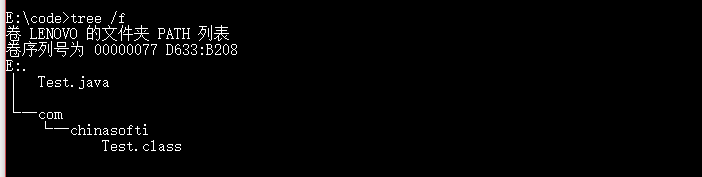 E:\code>tree /f
卷 LENOVO 的文件夹 PATH 列表
卷序列号为 00000077 D633:B208
E:.
│  Test.java
│
└─com
    └─chinasofti
            Test.class